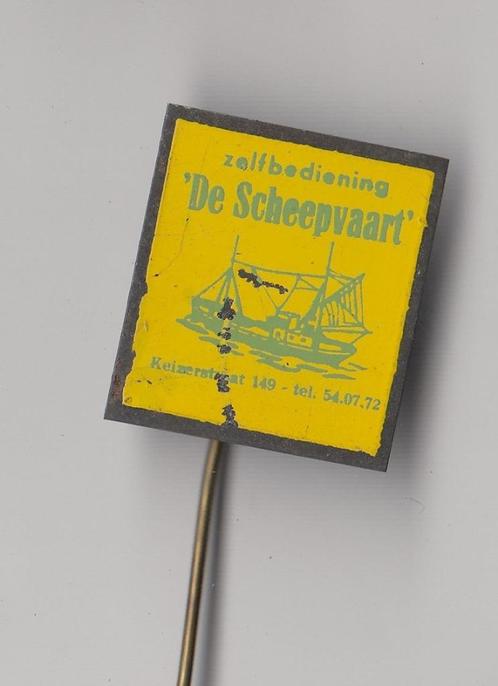 zelfbediening
'De Scheepvaart'
Keizerstraat 149 - tel. 54.07.72